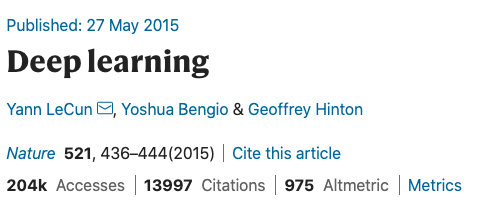 Published: 27 May 2015
Deep learning
Yann LeCun, Yoshua Bengio & Geoffrey Hinton
Nature 521, 436–444(2015) | Cite this article
204k Accesses | 13997 Citations | 975 Altmetric | Metrics